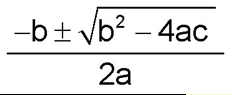 −b ± √b² − 4ac
2a